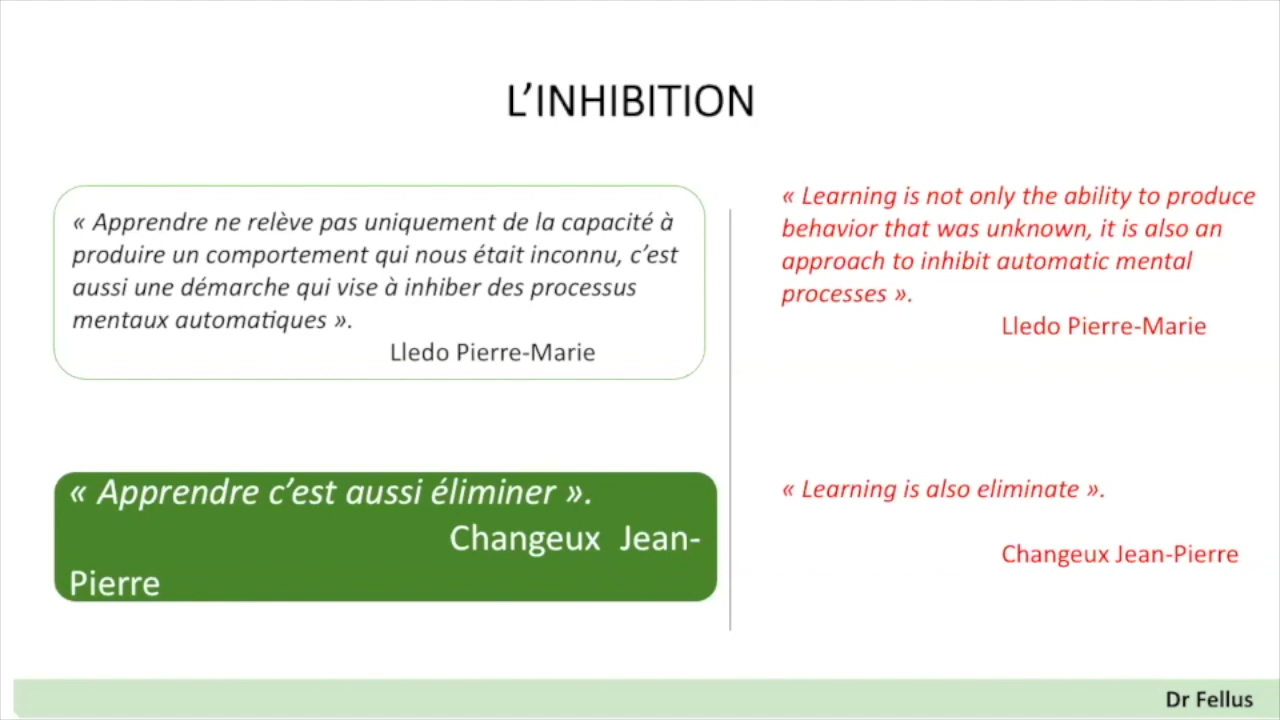 L’INHIBITION
« Apprendre ne relève pas uniquement de la capacité à
produire un comportement qui nous était inconnu, c’est
aussi une démarche qui vise à inhiber des processus
mentaux automatiques ».
Lledo Pierre-Marie
« Apprendre c’est aussi éliminer ».
Changeux Jean-
Pierre
« Learning is not only the ability to produce
behavior that was unknown, it is also an
approach to inhibit automatic mental
processes ».
Lledo Pierre-Marie
« Learning is also eliminate ».
Changeux Jean-Pierre
Dr Fellus